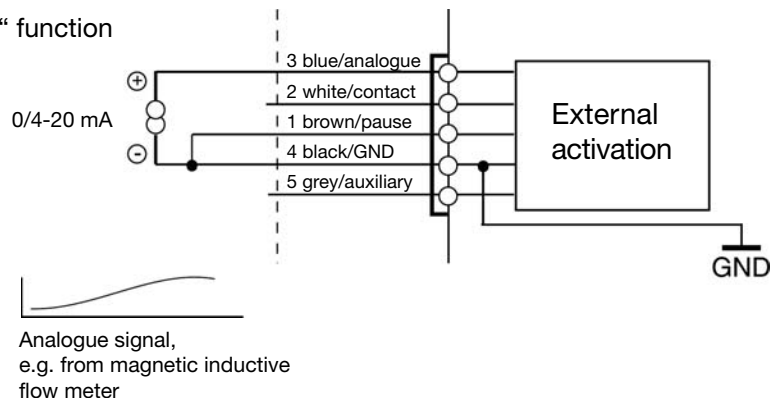 “ function
3 blue/analogue
2 white/contact
0/4-20 mA
1 brown/pause
4 black/GND
5 grey/auxiliary
External
activation
GND
Analogue signal,
e.g. from magnetic inductive
flow meter